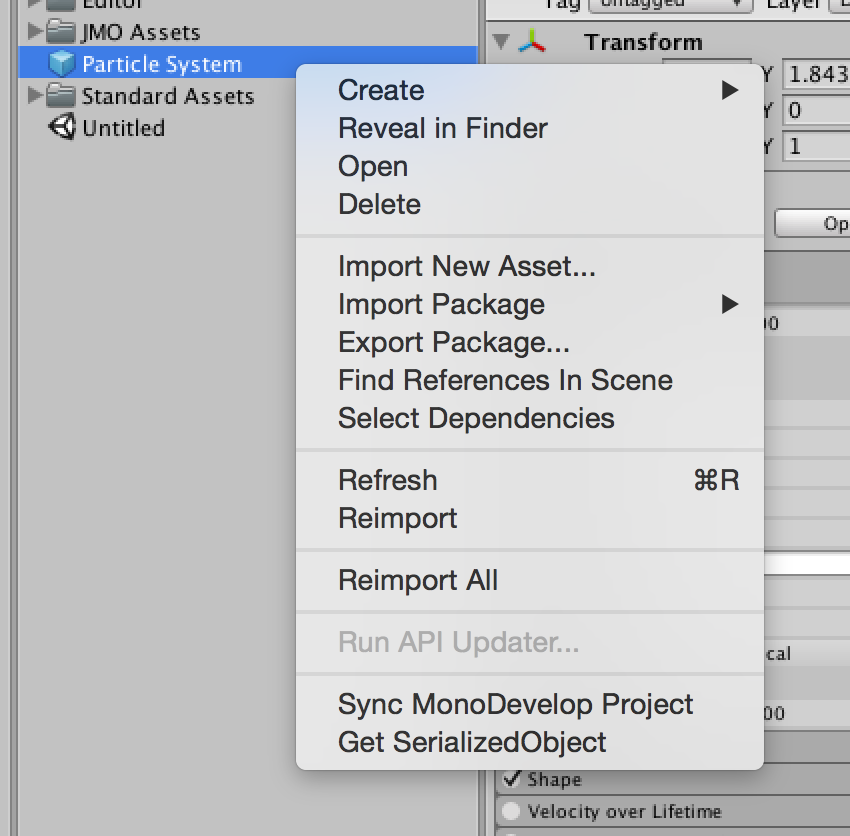 Editor
Tag Untagged Layer
JMO Assets
Transform
Particle System
Y 1.843
Standard Assets
Y 0
Untitled
Y 1
Create
Reveal in Finder
Open
Delete
Op
Import New Asset...
Import Package
00
Export Package...
Find References In Scene
Select Dependencies
Refresh ⌘R
Reimport
Reimport All
Run API Updater...
cal
Sync MonoDevelop Project
00
Get SerializedObject
Shape
Velocity over Lifetime